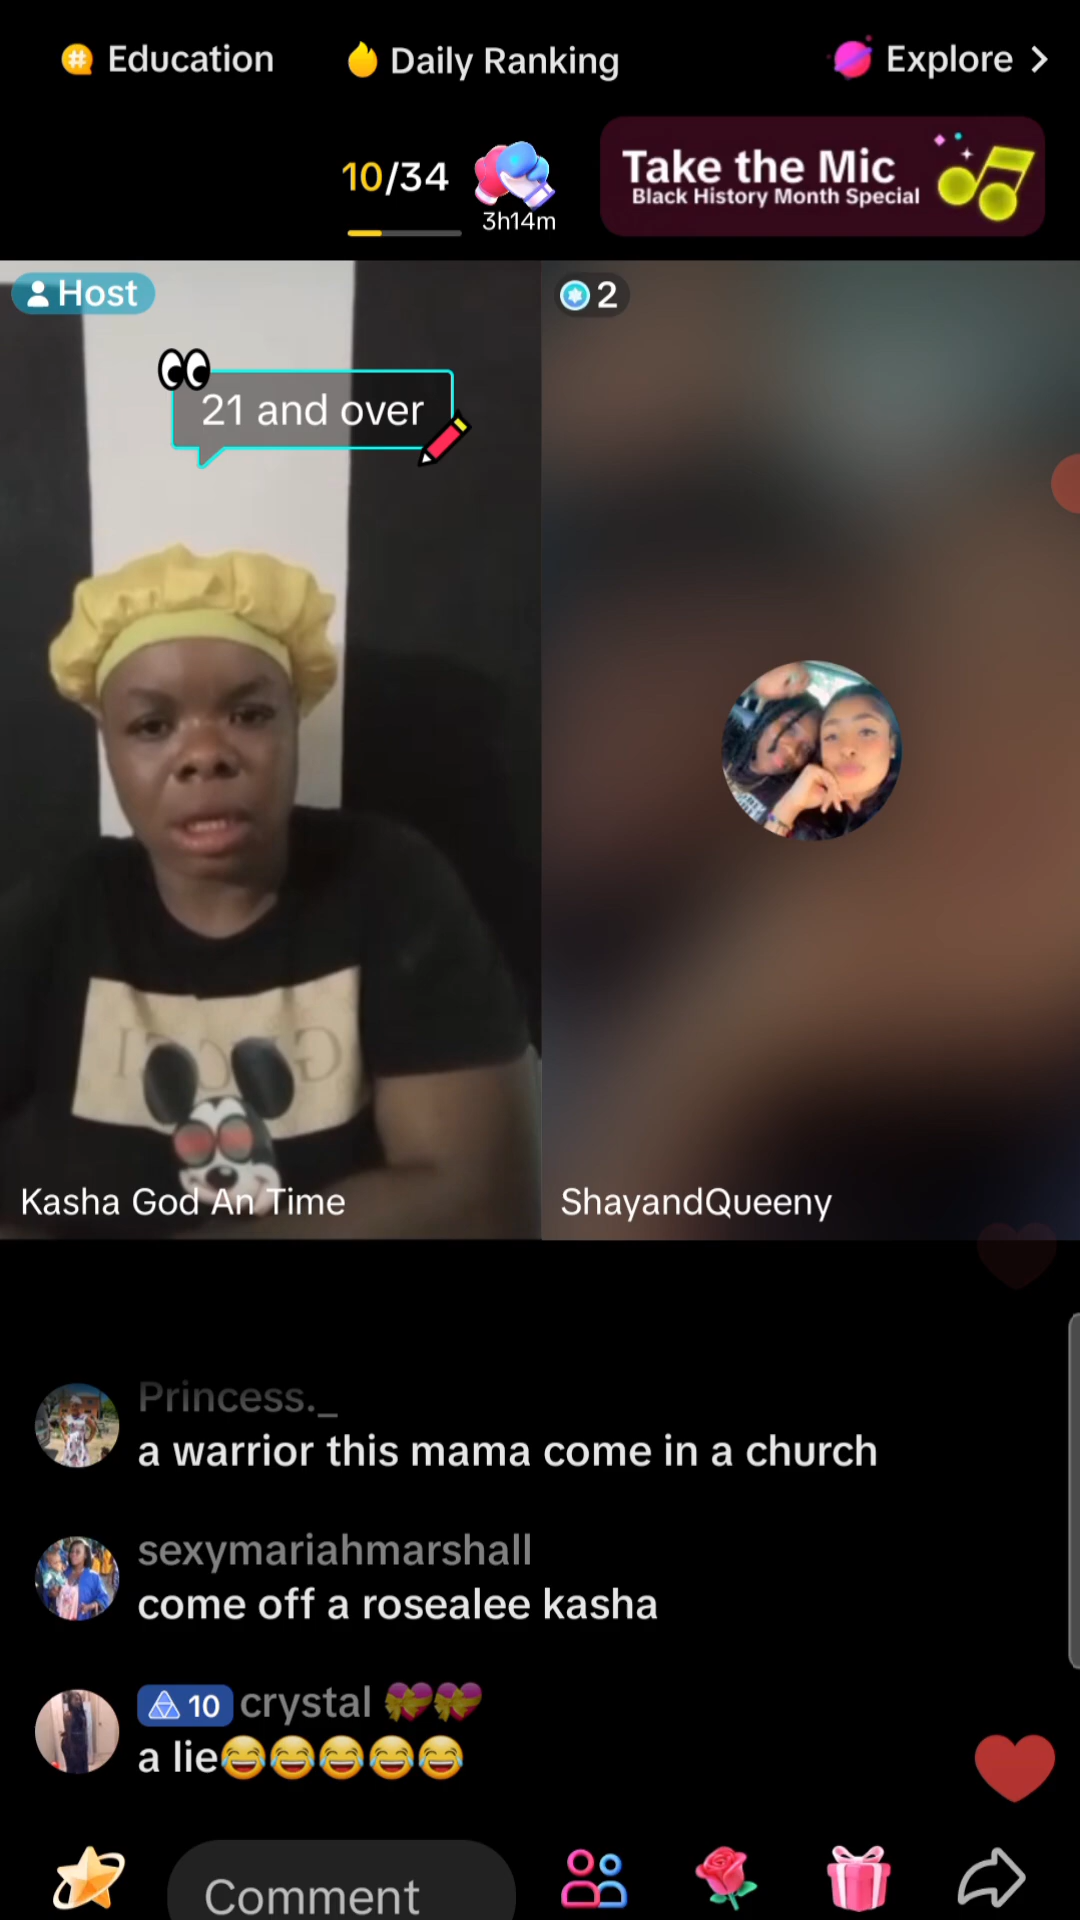 Education
Daily Ranking
Explore >
10/34
3h14m
Take the Mic
Black History Month Special
Host
2
21 and over
GUCCI
Kasha God An Time
ShayandQueeny
Princess._
a warrior this mama come in a church
sexymariahmarshall
come off a rosealee kasha
10 crystal 💝💝
a lie😂😂😂😂😂
Comment